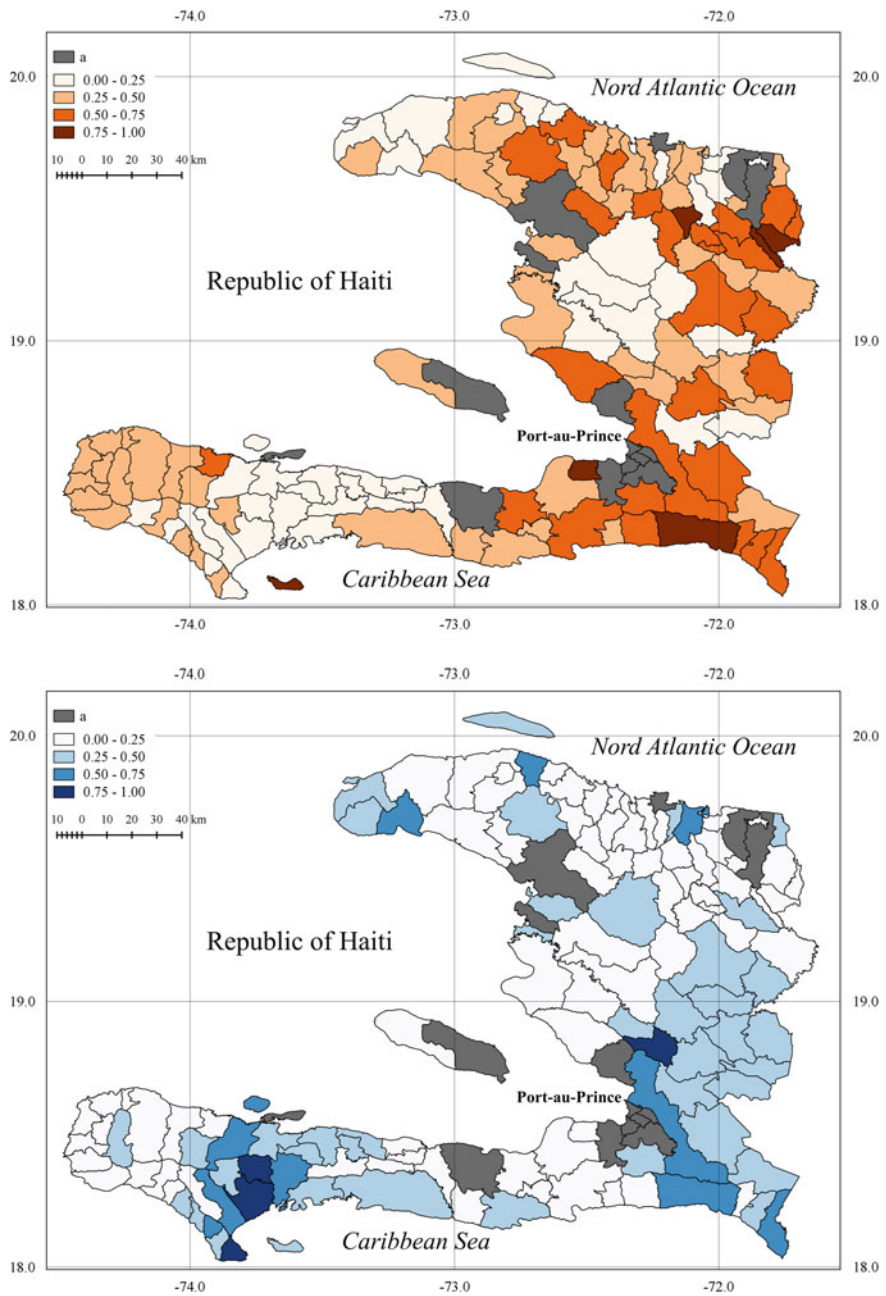 -74.0 -73.0 -72.0
a
0.00 - 0.25
0.25 - 0.50
0.50 - 0.75
0.75 - 1.00
10 0 10 20 40 km
20.0 20.0
Nord Atlantic Ocean
Republic of Haiti
19.0 19.0
Port-au-Prince
Caribbean Sea
18.0 18.0
-74.0 -73.0 -72.0
-74.0 -73.0 -72.0
a
0.00 - 0.25
0.25 - 0.50
0.50 - 0.75
0.75 - 1.00
10 0 10 20 40 km
20.0 20.0
Nord Atlantic Ocean
Republic of Haiti
19.0 19.0
Port-au-Prince
Caribbean Sea
18.0 18.0
-74.0 -73.0 -72.0